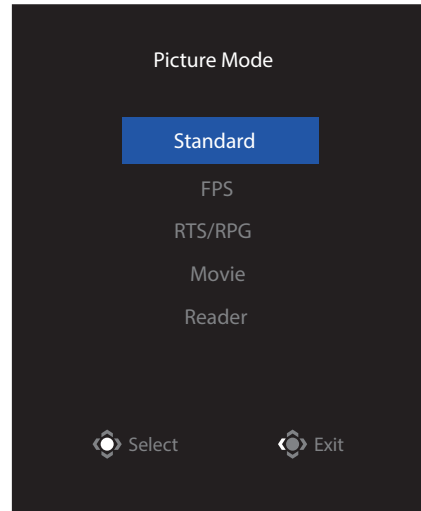 Picture Mode
Standard
FPS
RTS/RPG
Movie
Reader
Select Exit